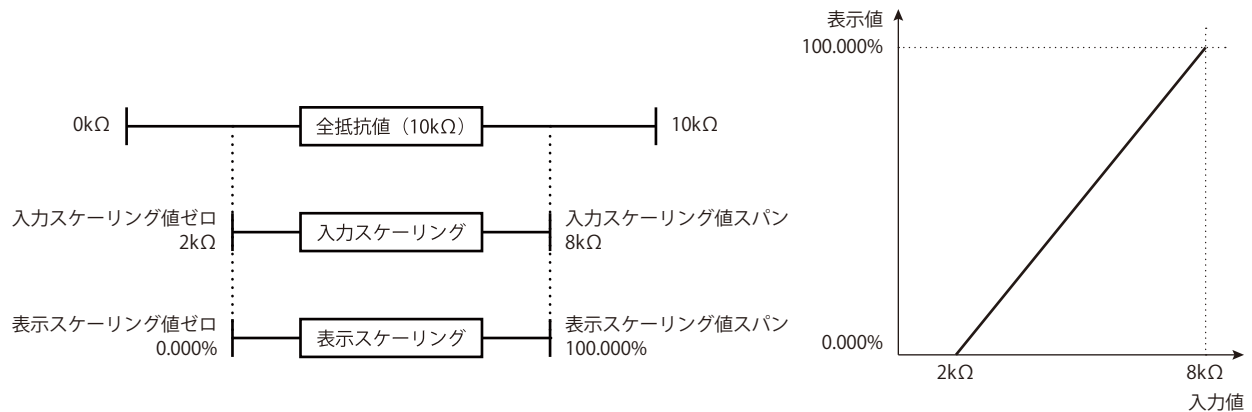 0kΩ
全抵抗値（10kΩ）
10kΩ
入力スケーリング値ゼロ
2kΩ
入力スケーリング
入力スケーリング値スパン
8kΩ
表示スケーリング値ゼロ
0.000%
表示スケーリング
表示スケーリング値スパン
100.000%
表示値
100.000%
0.000%
2kΩ
8kΩ
入力値